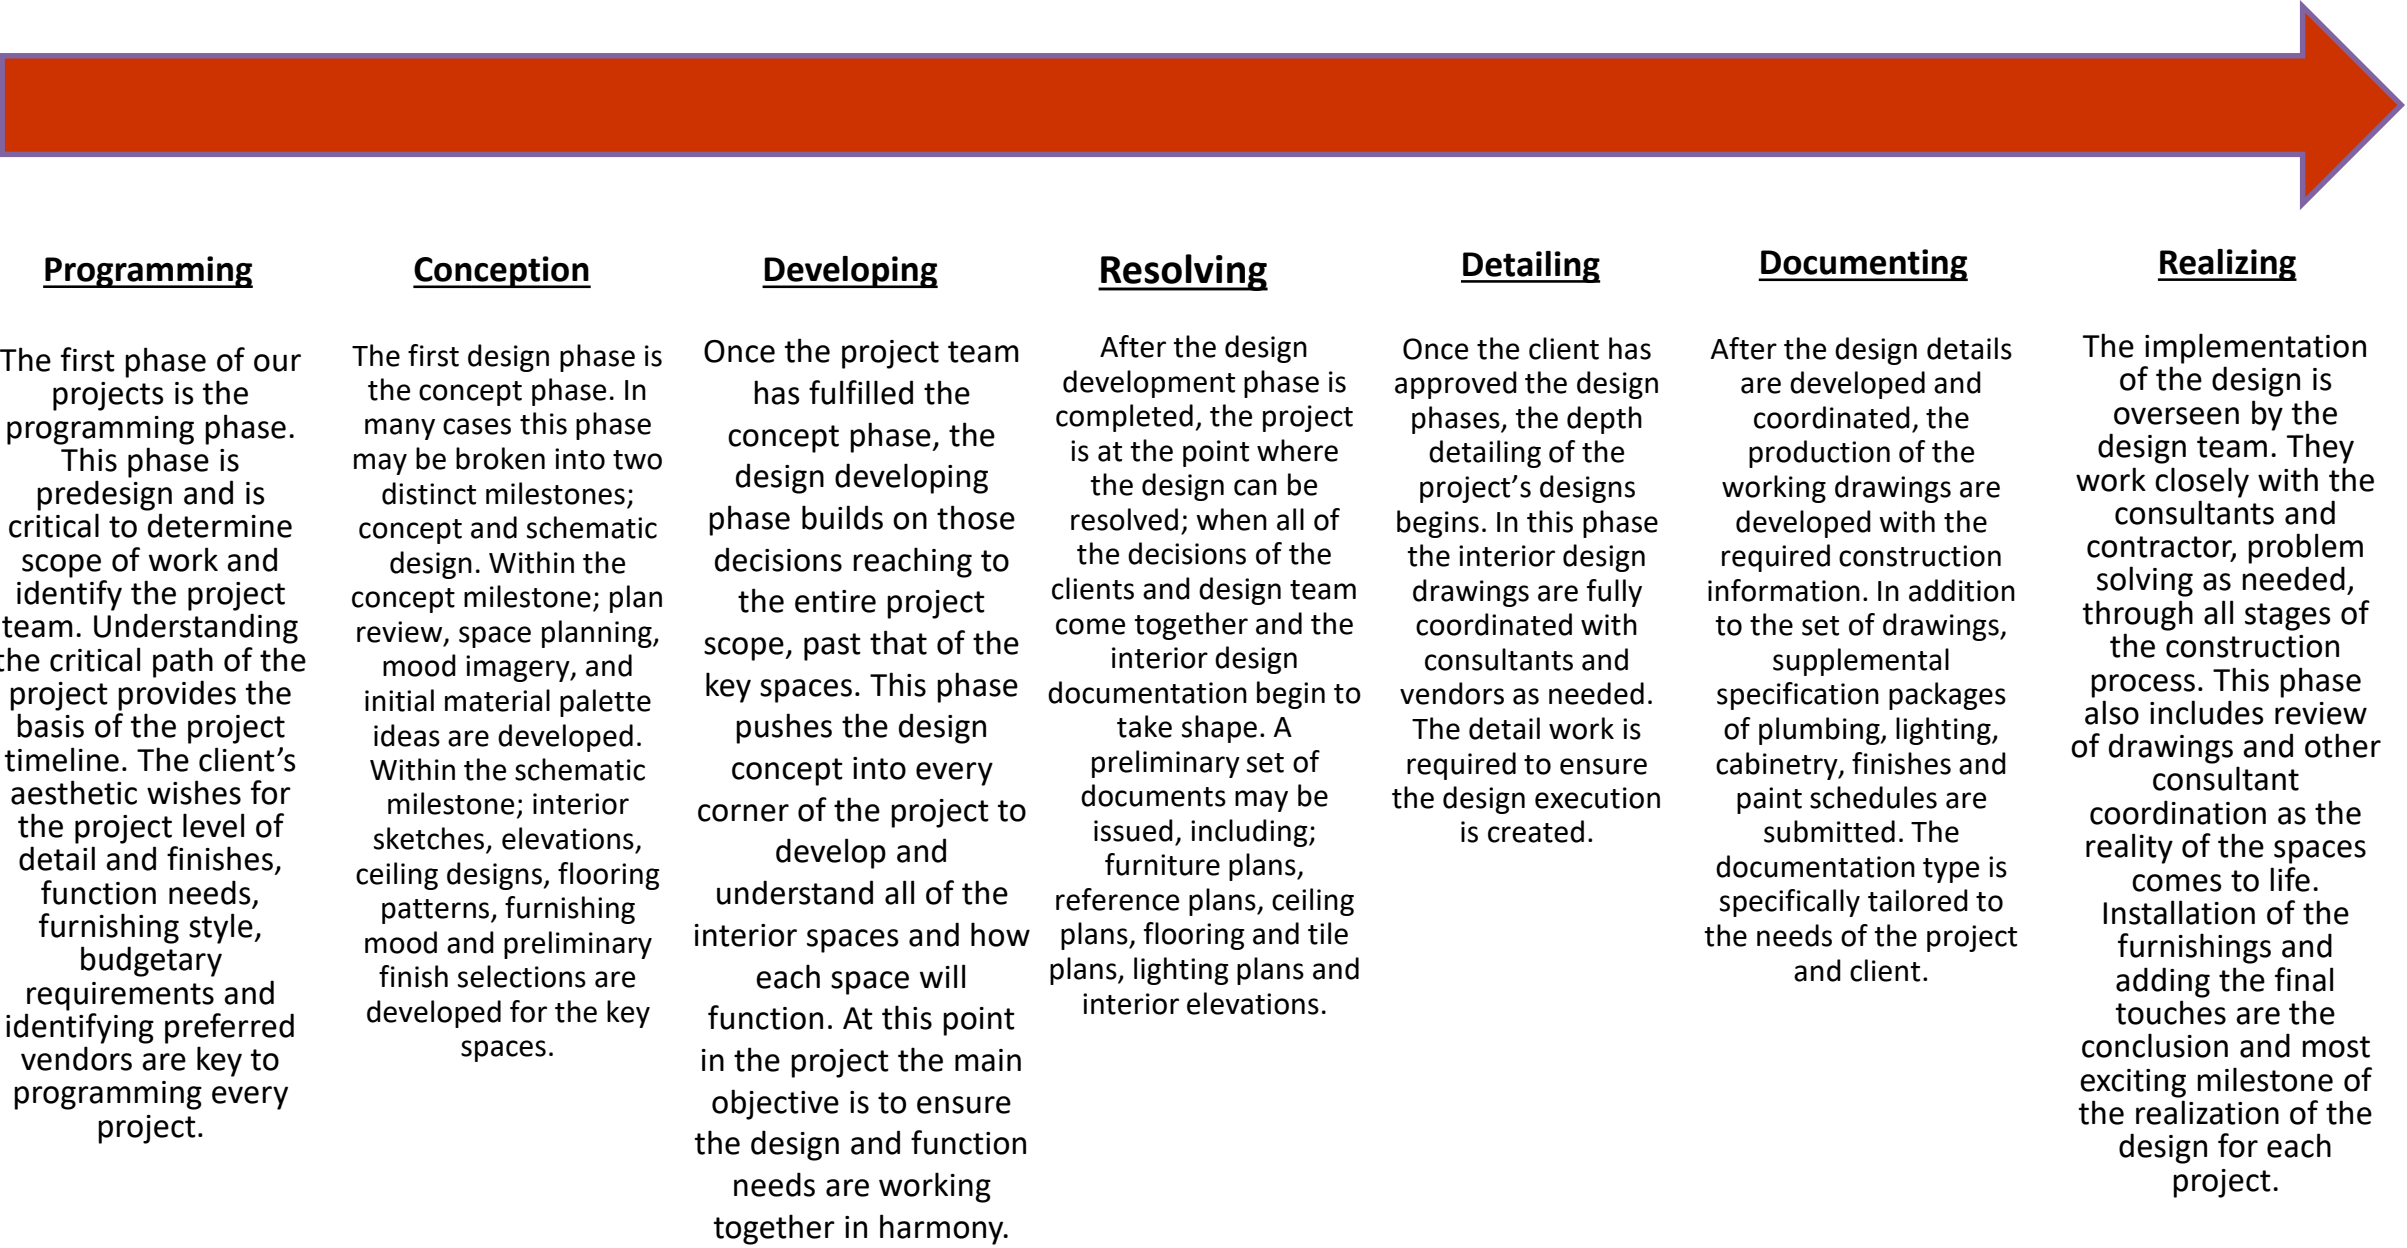 Programming
The first phase of our
projects is the
programming phase.
This phase is
predesign and is
critical to determine
scope of work and
identify the project
team. Understanding
the critical path of the
project provides the
basis of the project
timeline. The client’s
aesthetic wishes for
the project level of
detail and finishes,
function needs,
furnishing style,
budgetary
requirements and
identifying preferred
vendors are key to
programming every
project.
Conception
The first design phase is
the concept phase. In
many cases this phase
may be broken into two
distinct milestones;
concept and schematic
design. Within the
concept milestone; plan
review, space planning,
mood imagery, and
initial material palette
ideas are developed.
Within the schematic
milestone; interior
sketches, elevations,
ceiling designs, flooring
patterns, furnishing
mood and preliminary
finish selections are
developed for the key
spaces.
Developing
Once the project team
has fulfilled the
concept phase, the
design developing
phase builds on those
decisions reaching to
the entire project
scope, past that of the
key spaces. This phase
pushes the design
concept into every
corner of the project to
develop and
understand all of the
interior spaces and how
each space will
function. At this point
in the project the main
objective is to ensure
the design and function
needs are working
together in harmony.
Resolving
After the design
development phase is
completed, the project
is at the point where
the design can be
resolved; when all of
the decisions of the
clients and design team
come together and the
interior design
documentation begin to
take shape. A
preliminary set of
documents may be
issued, including;
furniture plans,
reference plans, ceiling
plans, flooring and tile
plans, lighting plans and
interior elevations.
Detailing
Once the client has
approved the design
phases, the depth
detailing of the
project’s designs
begins. In this phase
the interior design
drawings are fully
coordinated with
consultants and
vendors as needed.
The detail work is
required to ensure
the design execution
is created.
Documenting
After the design details
are developed and
coordinated, the
production of the
working drawings are
developed with the
required construction
information. In addition
to the set of drawings,
supplemental
specification packages
of plumbing, lighting,
cabinetry, finishes and
paint schedules are
submitted. The
documentation type is
specifically tailored to
the needs of the project
and client.
Realizing
The implementation
of the design is
overseen by the
design team. They
work closely with the
consultants and
contractor, problem
solving as needed,
through all stages of
the construction
process. This phase
also includes review
of drawings and other
consultant
coordination as the
reality of the spaces
comes to life.
Installation of the
furnishings and
adding the final
touches are the
conclusion and most
exciting milestone of
the realization of the
design for each
project.